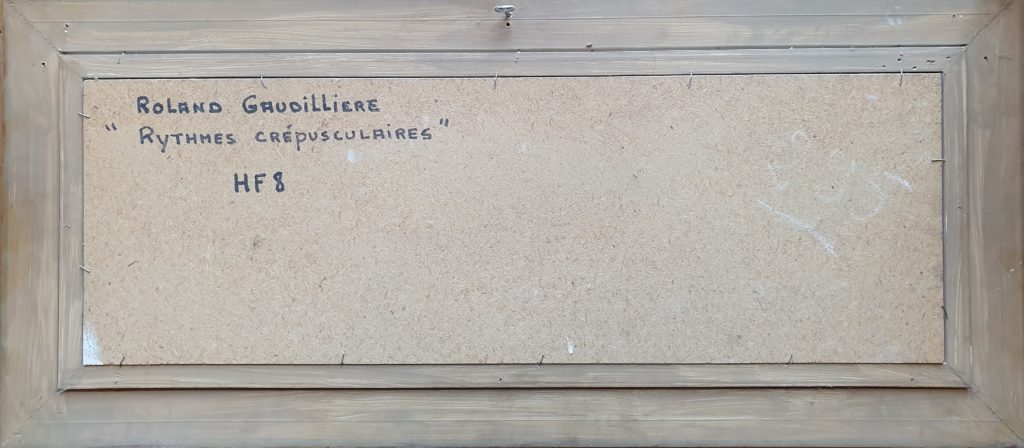 ROLAND GAUDILLIERE
"RYTHMES CRÉPUSCULAIRES"
HF8